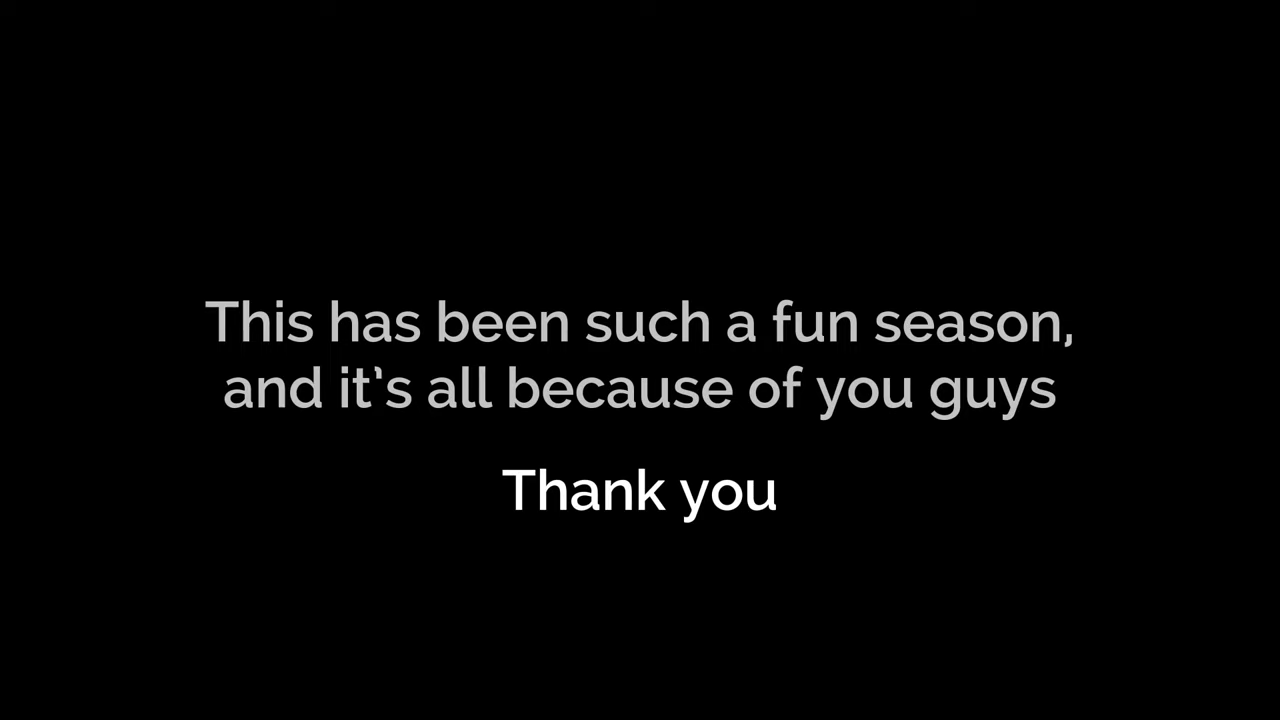 This has been such a fun season,
and it’s all because of you guys
Thank you